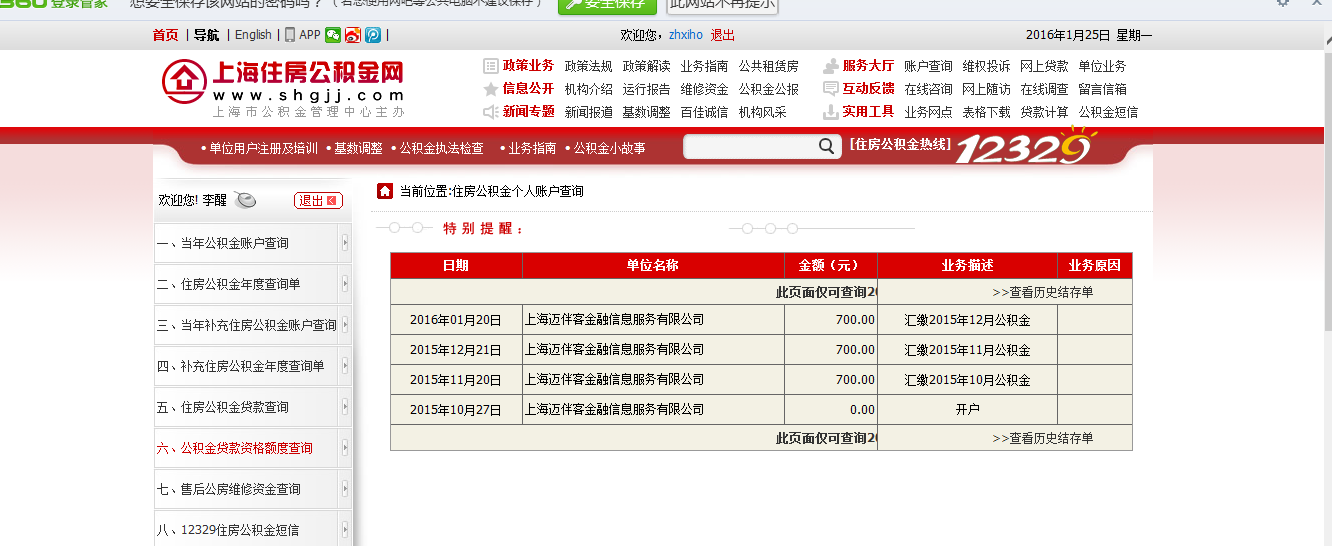 360登录管家 想安全保存该网站的密码吗？（若您使用网吧等公共电脑不建议保存） 安全保存 此网站不再提示
首页 | 导航 | English | APP |
欢迎您，zhxiho 退出
2016年1月25日 星期一
上海住房公积金网
www.shgjj.com
上海市公积金管理中心主办
政策业务 政策法规 政策解读 业务指南 公共租赁房
信息公开 机构介绍 运行报告 维修资金 公积金公报
新闻专题 新闻报道 基数调整 百佳诚信 机构风采
服务大厅 账户查询 维权投诉 网上贷款 单位业务
互动反馈 在线咨询 网上随访 在线调查 留言信箱
实用工具 业务网点 表格下载 贷款计算 公积金短信
• 单位用户注册及培训 • 基数调整 • 公积金执法检查 • 业务指南 • 公积金小故事
[住房公积金热线] 12329
欢迎您! 李醒 退出
一、当年公积金账户查询
二、住房公积金年度查询单
三、当年补充住房公积金账户查询
四、补充住房公积金年度查询单
五、住房公积金贷款查询
六、公积金贷款资格额度查询
七、售后公房维修资金查询
八、12329住房公积金短信
当前位置:住房公积金个人账户查询
特别提醒：
日期 单位名称 金额（元） 业务描述 业务原因
此页面仅可查询20 >>查看历史结存单
2016年01月20日 上海迈伴客金融信息服务有限公司 700.00 汇缴2015年12月公积金
2015年12月21日 上海迈伴客金融信息服务有限公司 700.00 汇缴2015年11月公积金
2015年11月20日 上海迈伴客金融信息服务有限公司 700.00 汇缴2015年10月公积金
2015年10月27日 上海迈伴客金融信息服务有限公司 0.00 开户
此页面仅可查询20 >>查看历史结存单